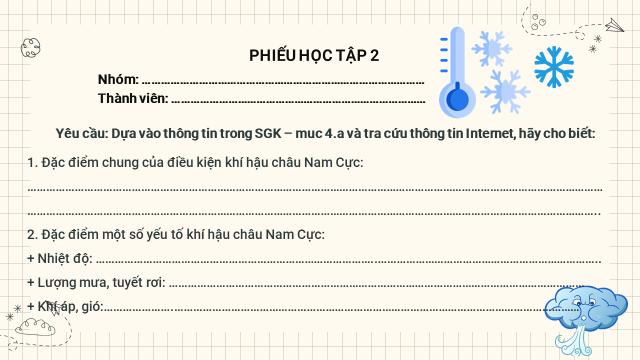 PHIẾU HỌC TẬP 2
Nhóm: ……………………………………………………………………………
Thành viên: ……………………………………………………………………
Yêu cầu: Dựa vào thông tin trong SGK – muc 4.a và tra cứu thông tin Internet, hãy cho biết:
1. Đặc điểm chung của điều kiện khí hậu châu Nam Cực:
……………………………………………………………………………………………………………………………………………………
…………………………………………………………………………………………………………………………………………………..
2. Đặc điểm một số yếu tố khí hậu châu Nam Cực:
+ Nhiệt độ: ……………………………………………………………………………………………………………………………
+ Lượng mưa, tuyết rơi: ……………………………………………………………………………………………………
+ Khí áp, gió:……………………………………………………………………………………………………………………